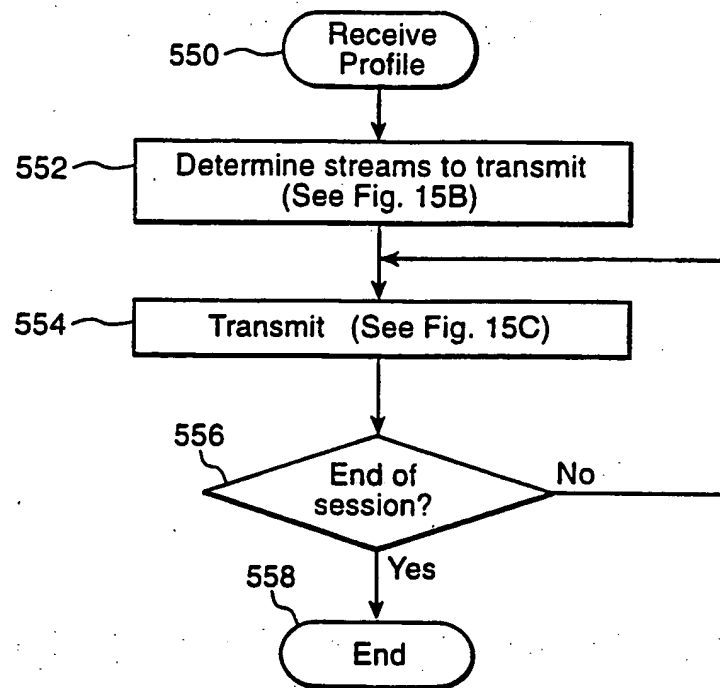 550
Receive
Profile
552
Determine streams to transmit
(See Fig. 15B)
554
Transmit (See Fig. 15C)
556
End of
session?
No
Yes
558
End